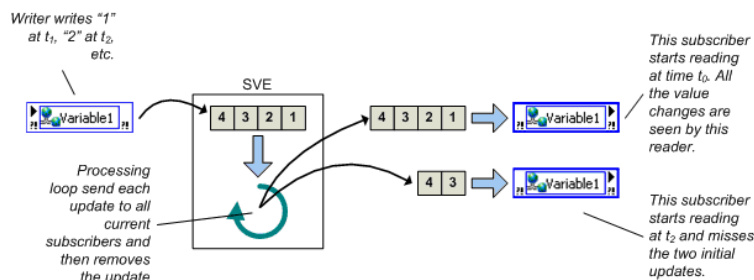 Writer writes “1”
at t1, “2” at t2,
etc.
SVE
Variable1
4 3 2 1
4 3 2 1
Variable1
This subscriber
starts reading
at time t0. All
the value
changes are
seen by this
reader.
Processing
loop send each
update to all
current
subscribers and
then removes
the update
4 3
Variable1
This subscriber
starts reading
at t2 and misses
the two initial
updates.